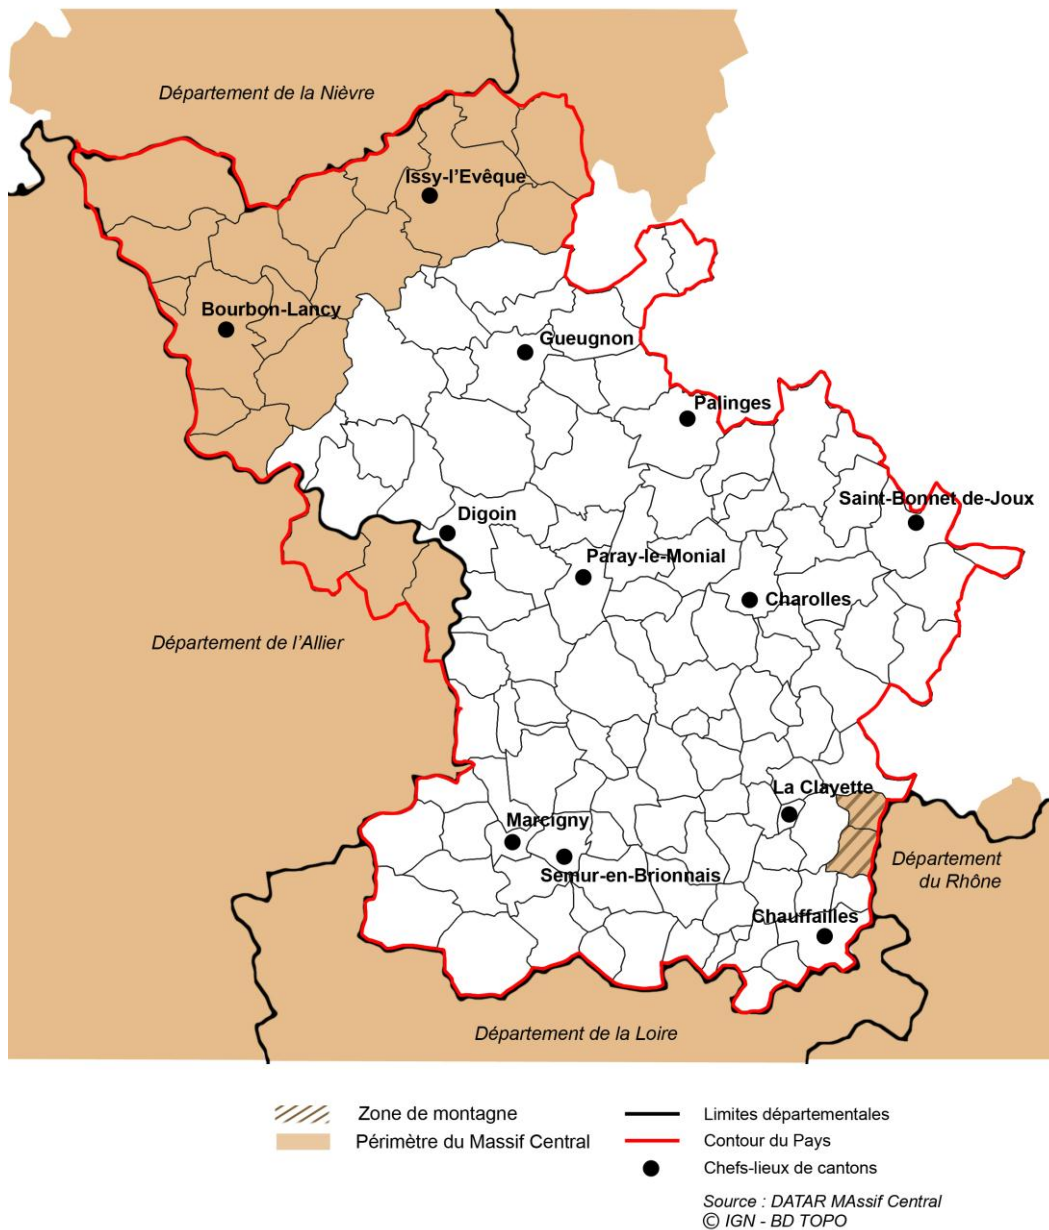 Département de la Nièvre
Issy-l'Evêque
Bourbon-Lancy
Gueugnon
Palinges
Saint-Bonnet-de-Joux
Digoin
Paray-le-Monial
Charolles
Département de l'Allier
La Clayette
Marcigny
Semur-en-Brionnais
Département
du Rhône
Chauffailles
Département de la Loire
Zone de montagne
Périmètre du Massif Central
Limites départementales
Contour du Pays
Chefs-lieux de cantons
Source : DATAR MAssif Central
© IGN - BD TOPO